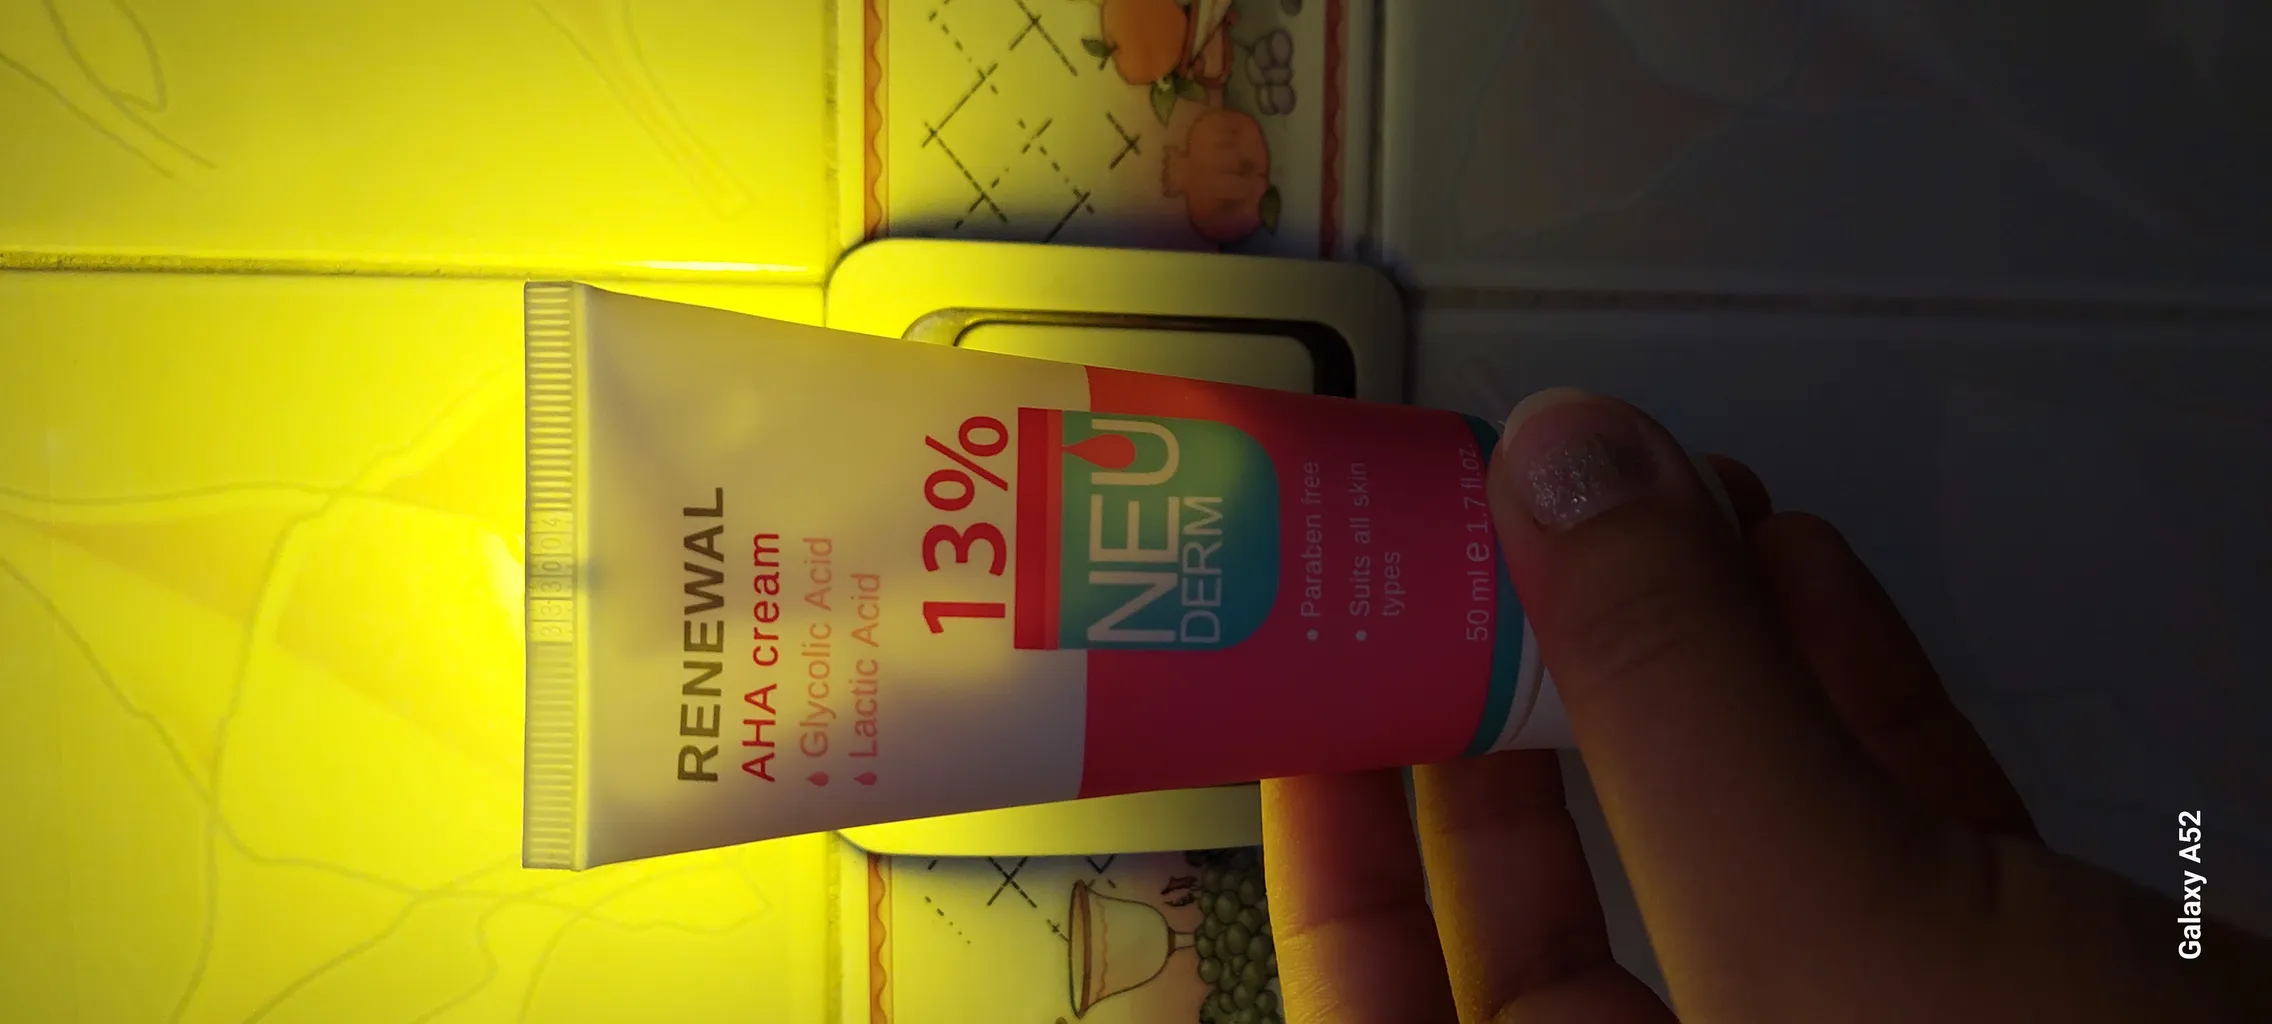 RENEWAL
AHA cream
Glycolic Acid
Lactic Acid
13%
NEU
DERM
• Paraben free
• Suits all skin
types
50 ml e 1.7 fl.oz.
Galaxy A52